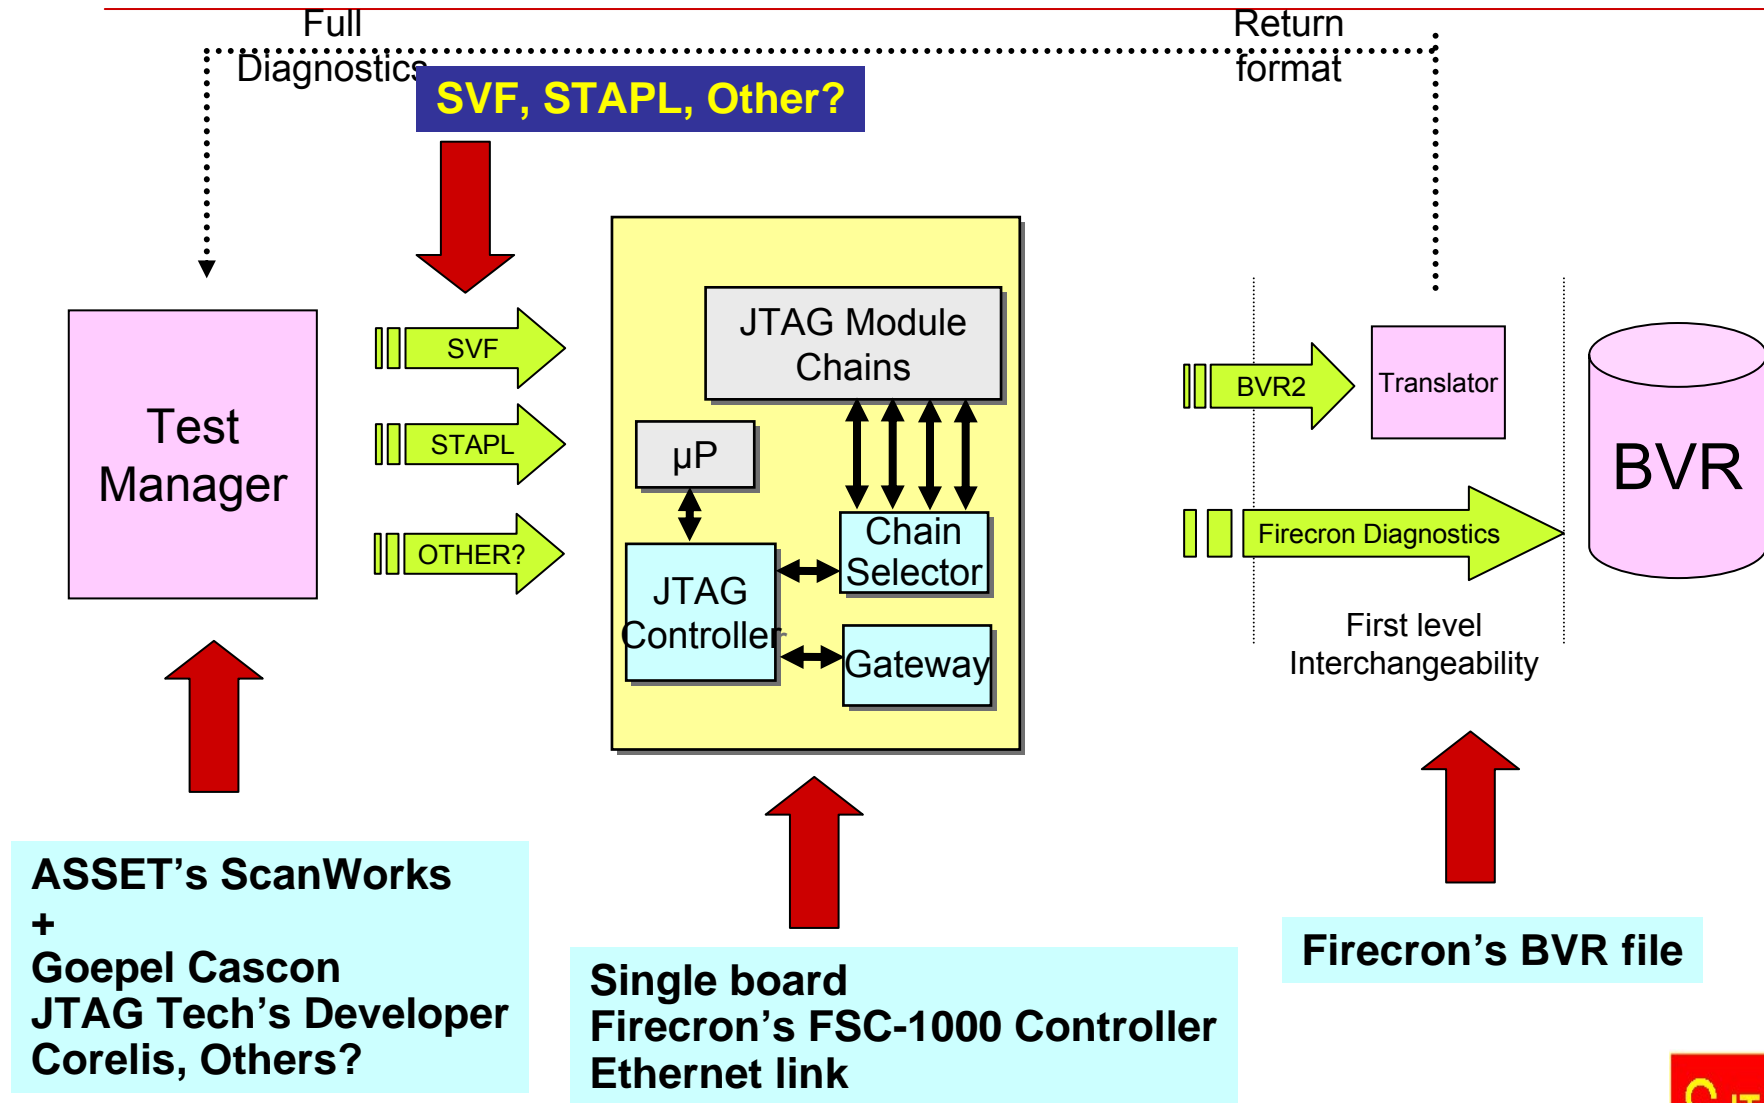 Full
Diagnostics
Return
format
SVF, STAPL, Other?
Test
Manager
SVF
STAPL
OTHER?
JTAG Module
Chains
µP
JTAG
Controller
Chain
Selector
Gateway
BVR2
Translator
Firecron Diagnostics
BVR
First level
Interchangeability
ASSET’s ScanWorks
+
Goepel Cascon
JTAG Tech’s Developer
Corelis, Others?
Single board
Firecron’s FSC-1000 Controller
Ethernet link
Firecron’s BVR file